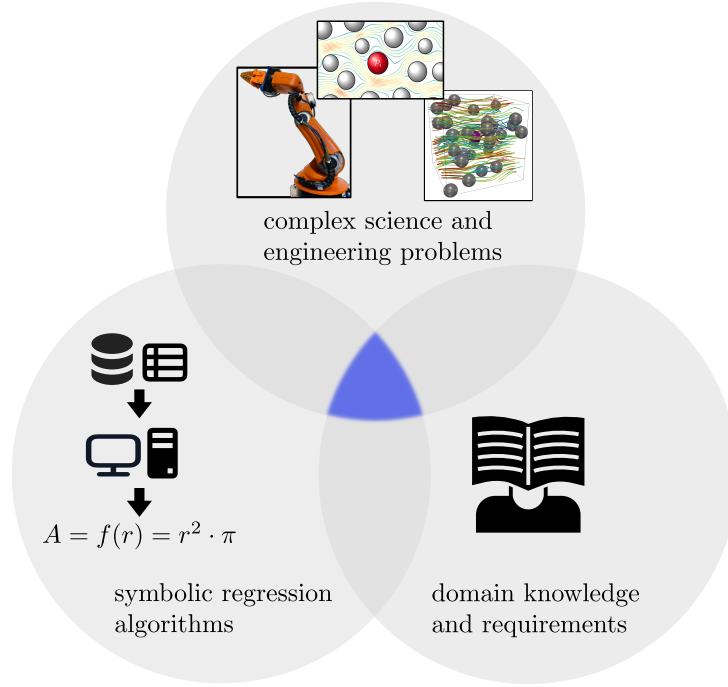 complex science and
engineering problems
A = f(r) = r² · π
symbolic regression
algorithms
domain knowledge
and requirements